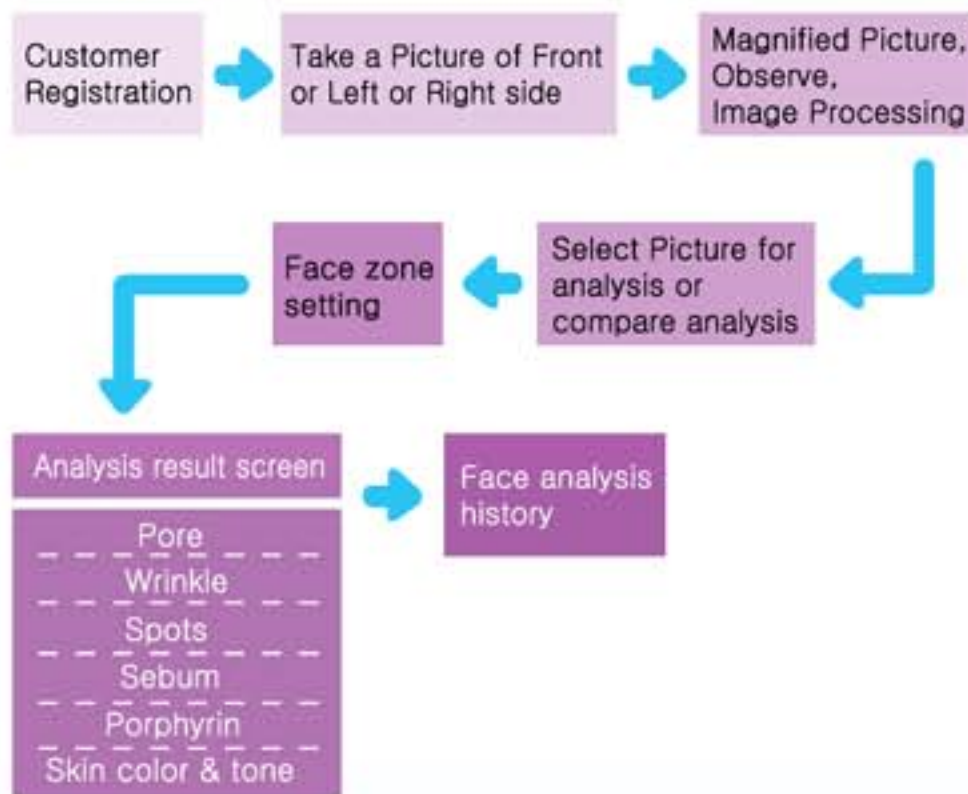 Customer
Registration
Take a Picture of Front
or Left or Right side
Magnified Picture,
Observe,
Image Processing
Select Picture for
analysis or
compare analysis
Face zone
setting
Analysis result screen
Pore
Wrinkle
Spots
Sebum
Porphyrin
Skin color & tone
Face analysis
history